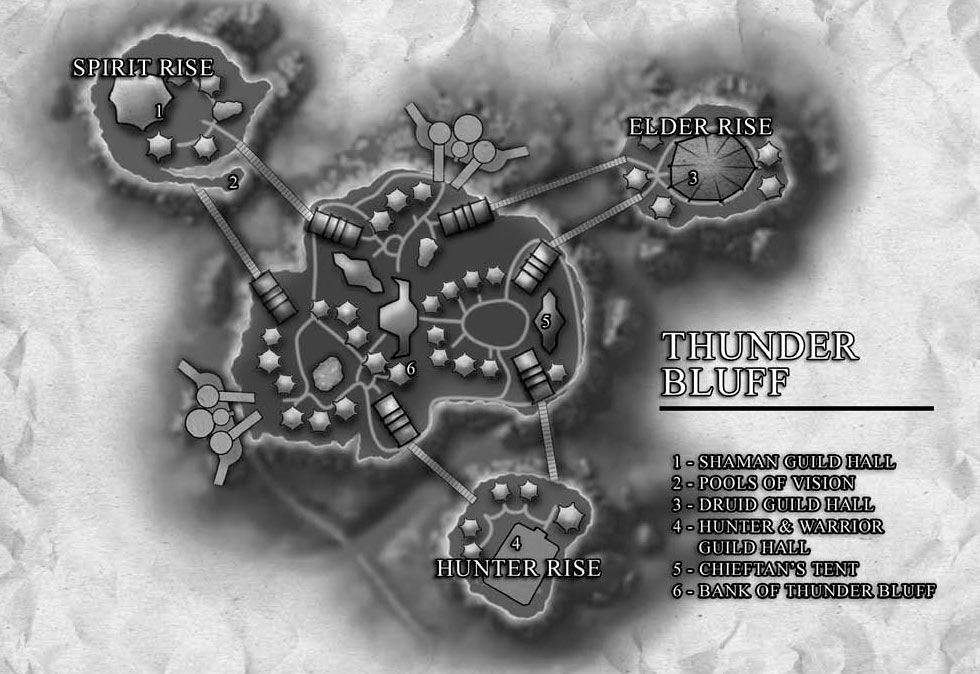 SPIRIT RISE
1
2
ELDER RISE
3
5
6
4
HUNTER RISE
THUNDER
BLUFF
1 - SHAMAN GUILD HALL
2 - POOLS OF VISION
3 - DRUID GUILD HALL
4 - HUNTER & WARRIOR
GUILD HALL
5 - CHIEFTAN'S TENT
6 - BANK OF THUNDER BLUFF